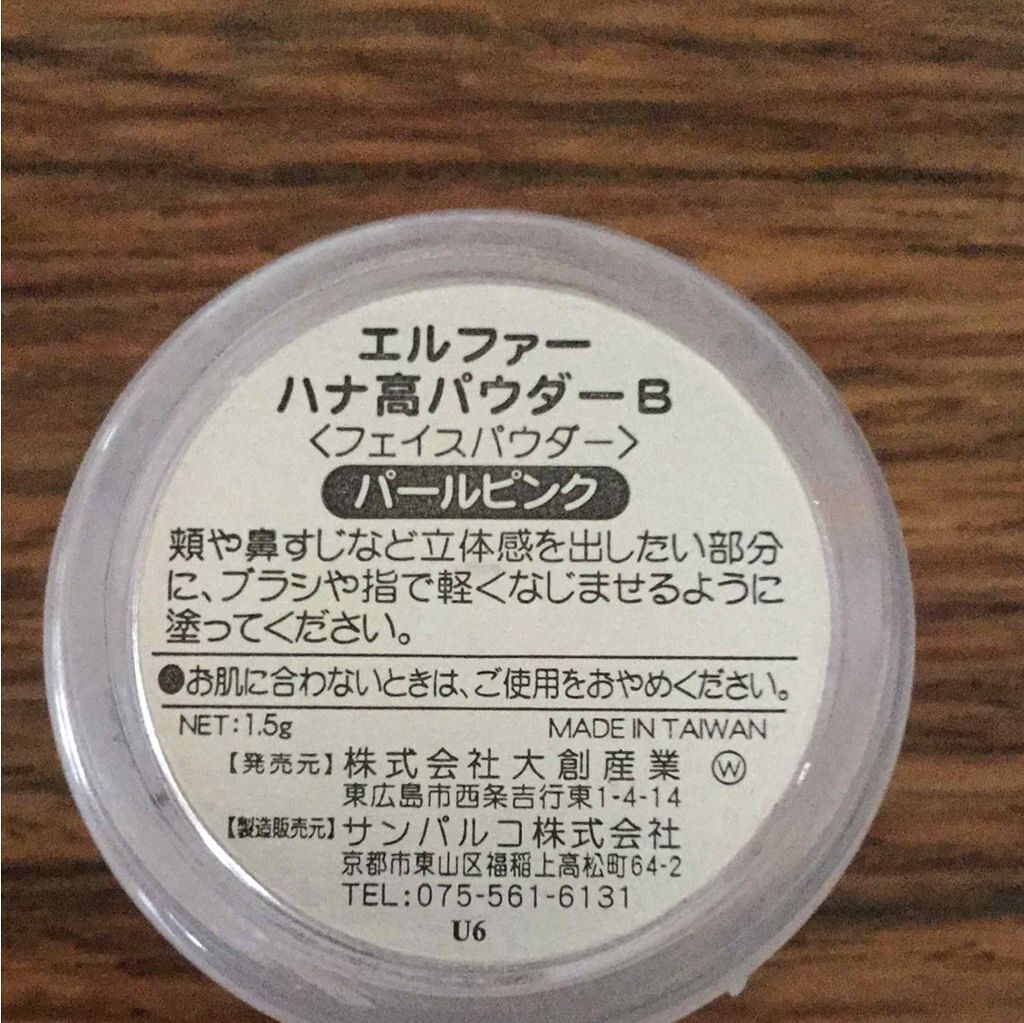 エルファー
ハナ高パウダーB
〈フェイスパウダー〉
パールピンク
頬や鼻すじなど立体感を出したい部分
に、ブラシや指で軽くなじませるように
塗ってください。
●お肌に合わないときは、ご使用をおやめください。
NET:1.5g MADE IN TAIWAN
【発売元】株式会社大創産業 Ⓦ
東広島市西条吉行東1-4-14
【製造販売元】サンパルコ株式会社
京都市東山区福稲上高松町64-2
TEL:075-561-6131
U6